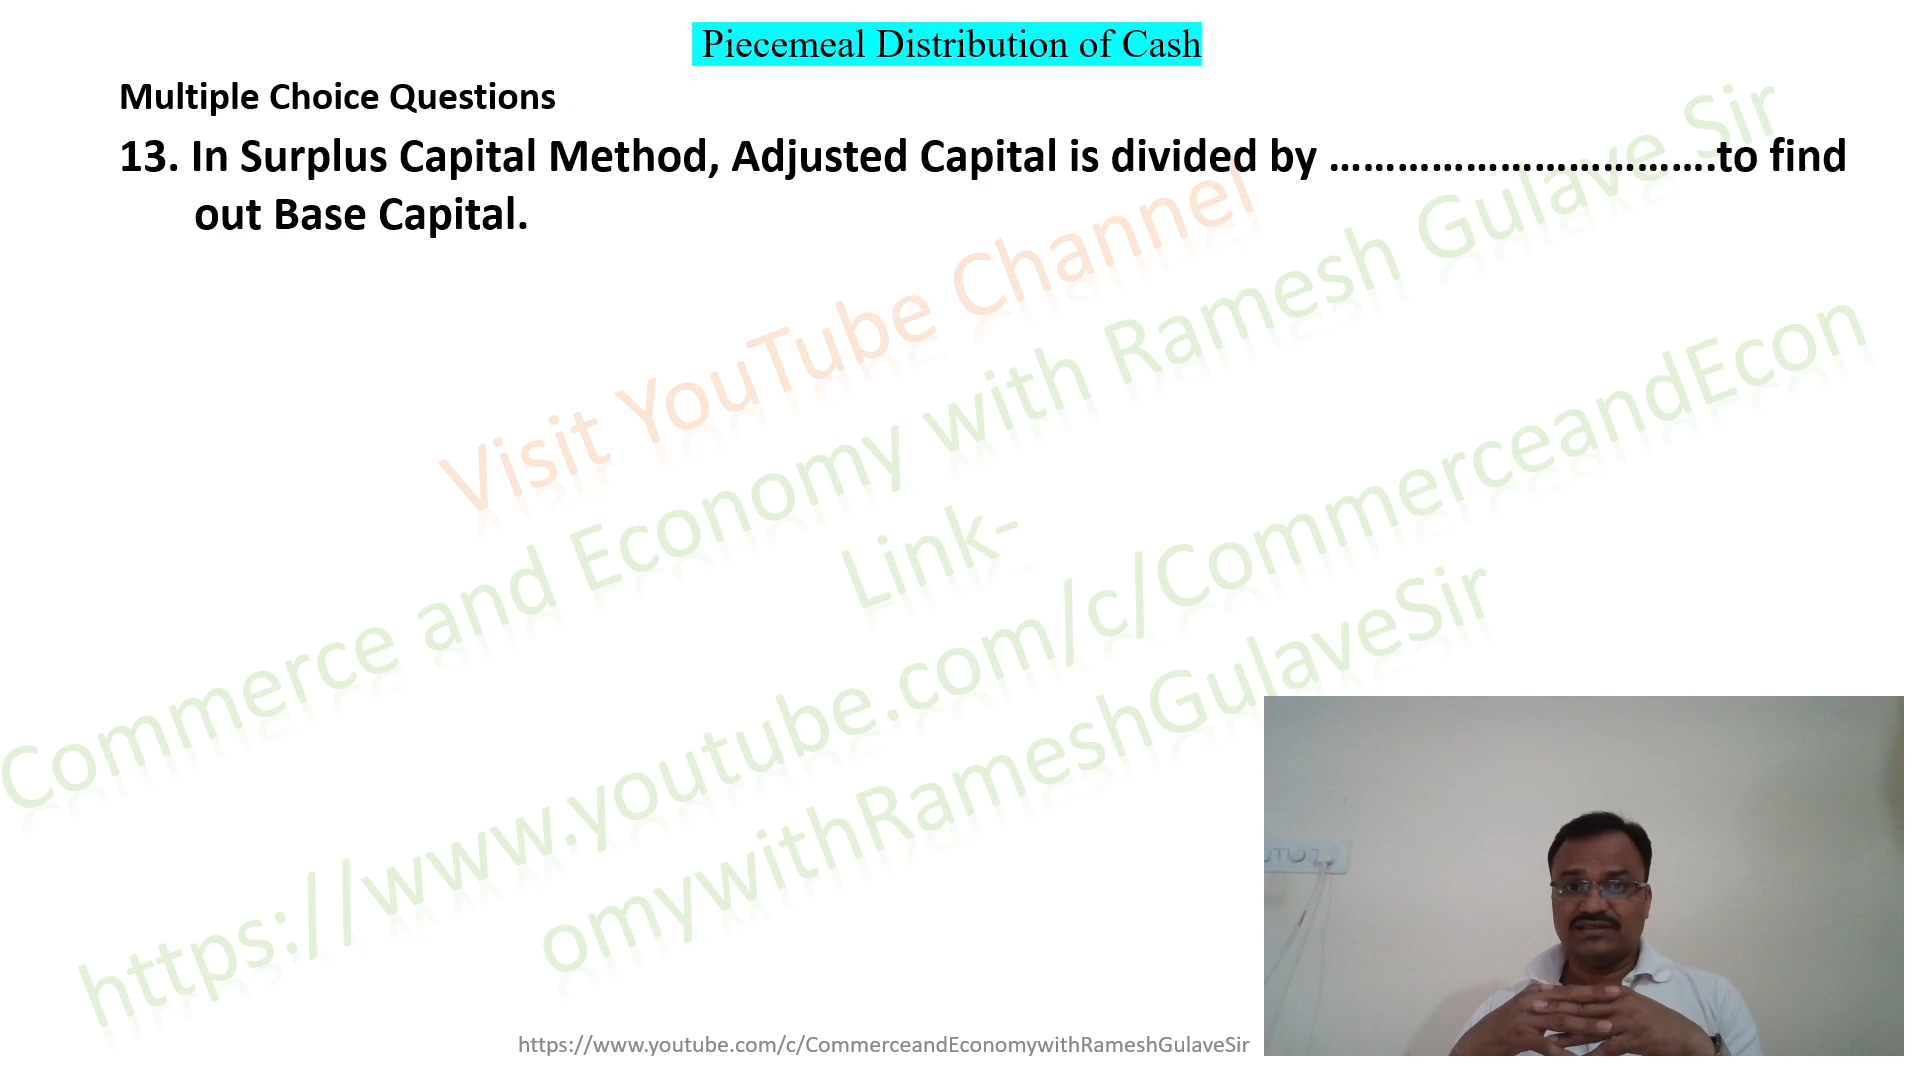 Piecemeal Distribution of Cash
Multiple Choice Questions
13. In Surplus Capital Method, Adjusted Capital is divided by …………………………….to find
out Base Capital.
Visit YouTube Channel
Commerce and Economy with Ramesh Gulave Sir
Link-
https://www.youtube.com/c/CommerceandEcon
omywithRameshGulaveSir
https://www.youtube.com/c/CommerceandEconomywithRameshGulaveSir